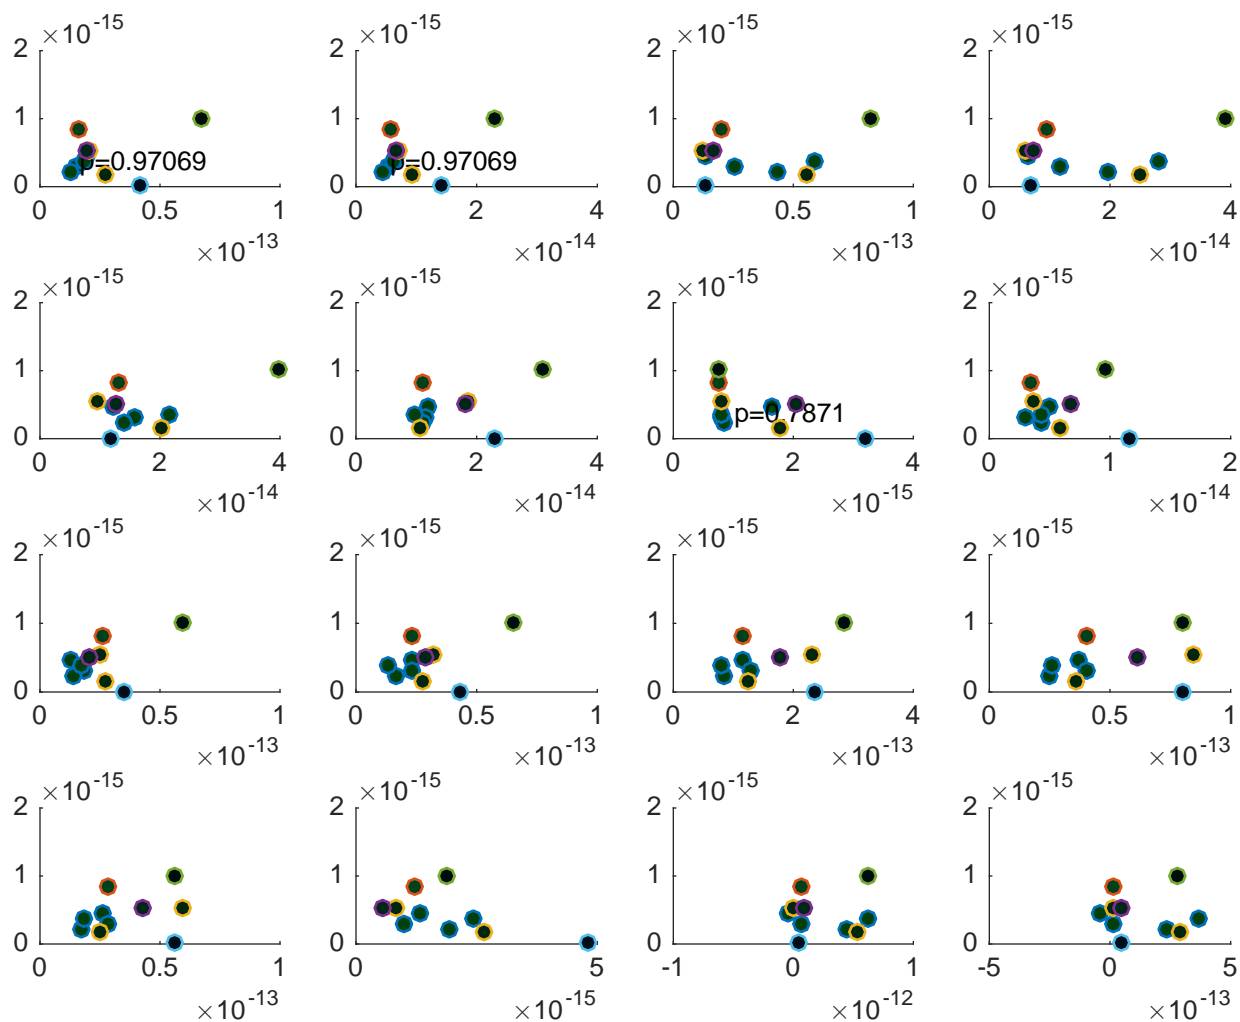 ×10-15 ×10-15 ×10-15 ×10-15
2 2 2 2
1 1 1 1
p=0.97069 p=0.97069
0 0 0 0
0 0.5 1 0 2 4 0 0.5 1 0 2 4
×10-13 ×10-14 ×10-13 ×10-14
×10-15 ×10-15 ×10-15 ×10-15
2 2 2 2
1 1 1 1
p=0.7871
0 0 0 0
0 2 4 0 2 4 0 2 4 0 1 2
×10-14 ×10-14 ×10-15 ×10-14
×10-15 ×10-15 ×10-15 ×10-15
2 2 2 2
1 1 1 1
0 0 0 0
0 0.5 1 0 0.5 1 0 2 4 0 0.5 1
×10-13 ×10-13 ×10-13 ×10-13
×10-15 ×10-15 ×10-15 ×10-15
2 2 2 2
1 1 1 1
0 0 0 0
0 0.5 1 0 5 -1 0 1 -5 0 5
×10-13 ×10-15 ×10-12 ×10-13